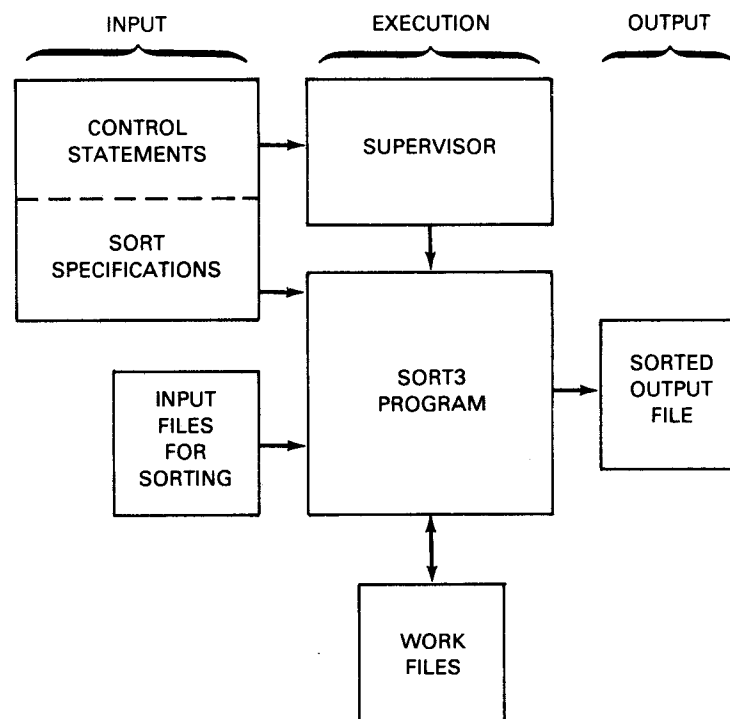 INPUT
EXECUTION
OUTPUT
CONTROL
STATEMENTS
SUPERVISOR
SORT
SPECIFICATIONS
SORT3
PROGRAM
SORTED
OUTPUT
FILE
INPUT
FILES
FOR
SORTING
WORK
FILES